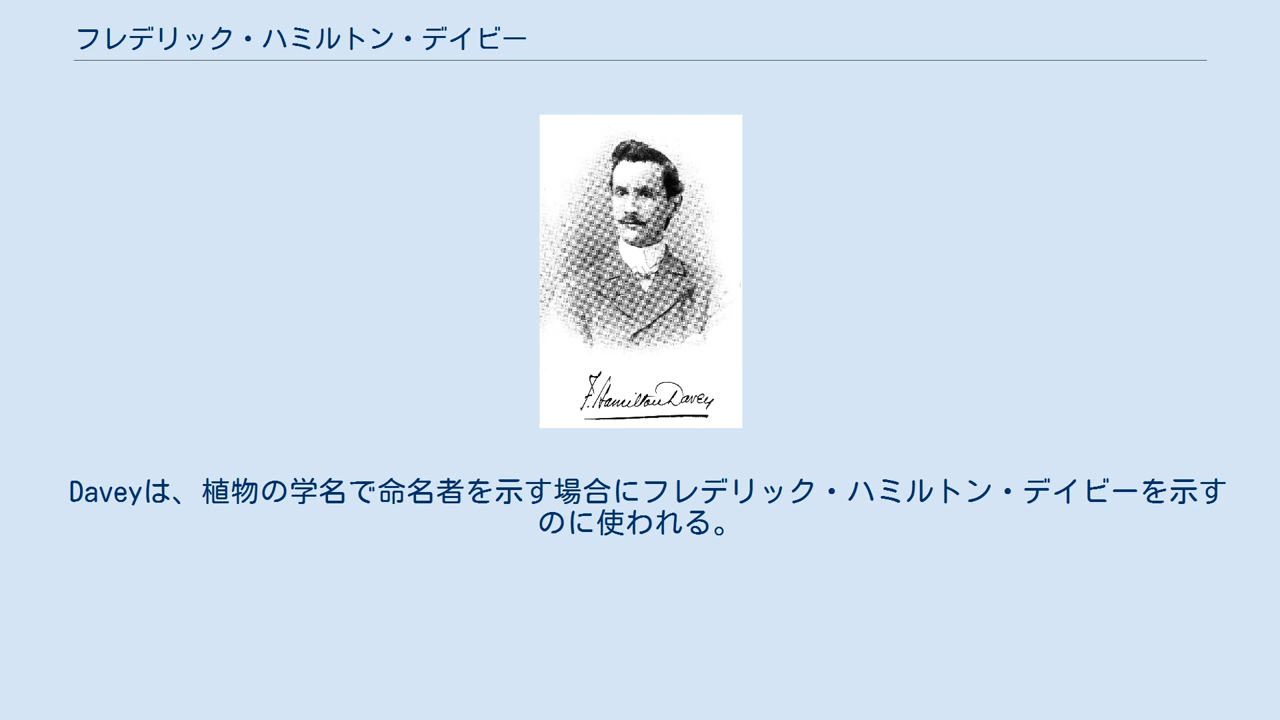 フレデリック・ハミルトン・デイビー
F. Hamilton Davey
Daveyは、植物の学名で命名者を示す場合にフレデリック・ハミルトン・デイビーを示す
のに使われる。